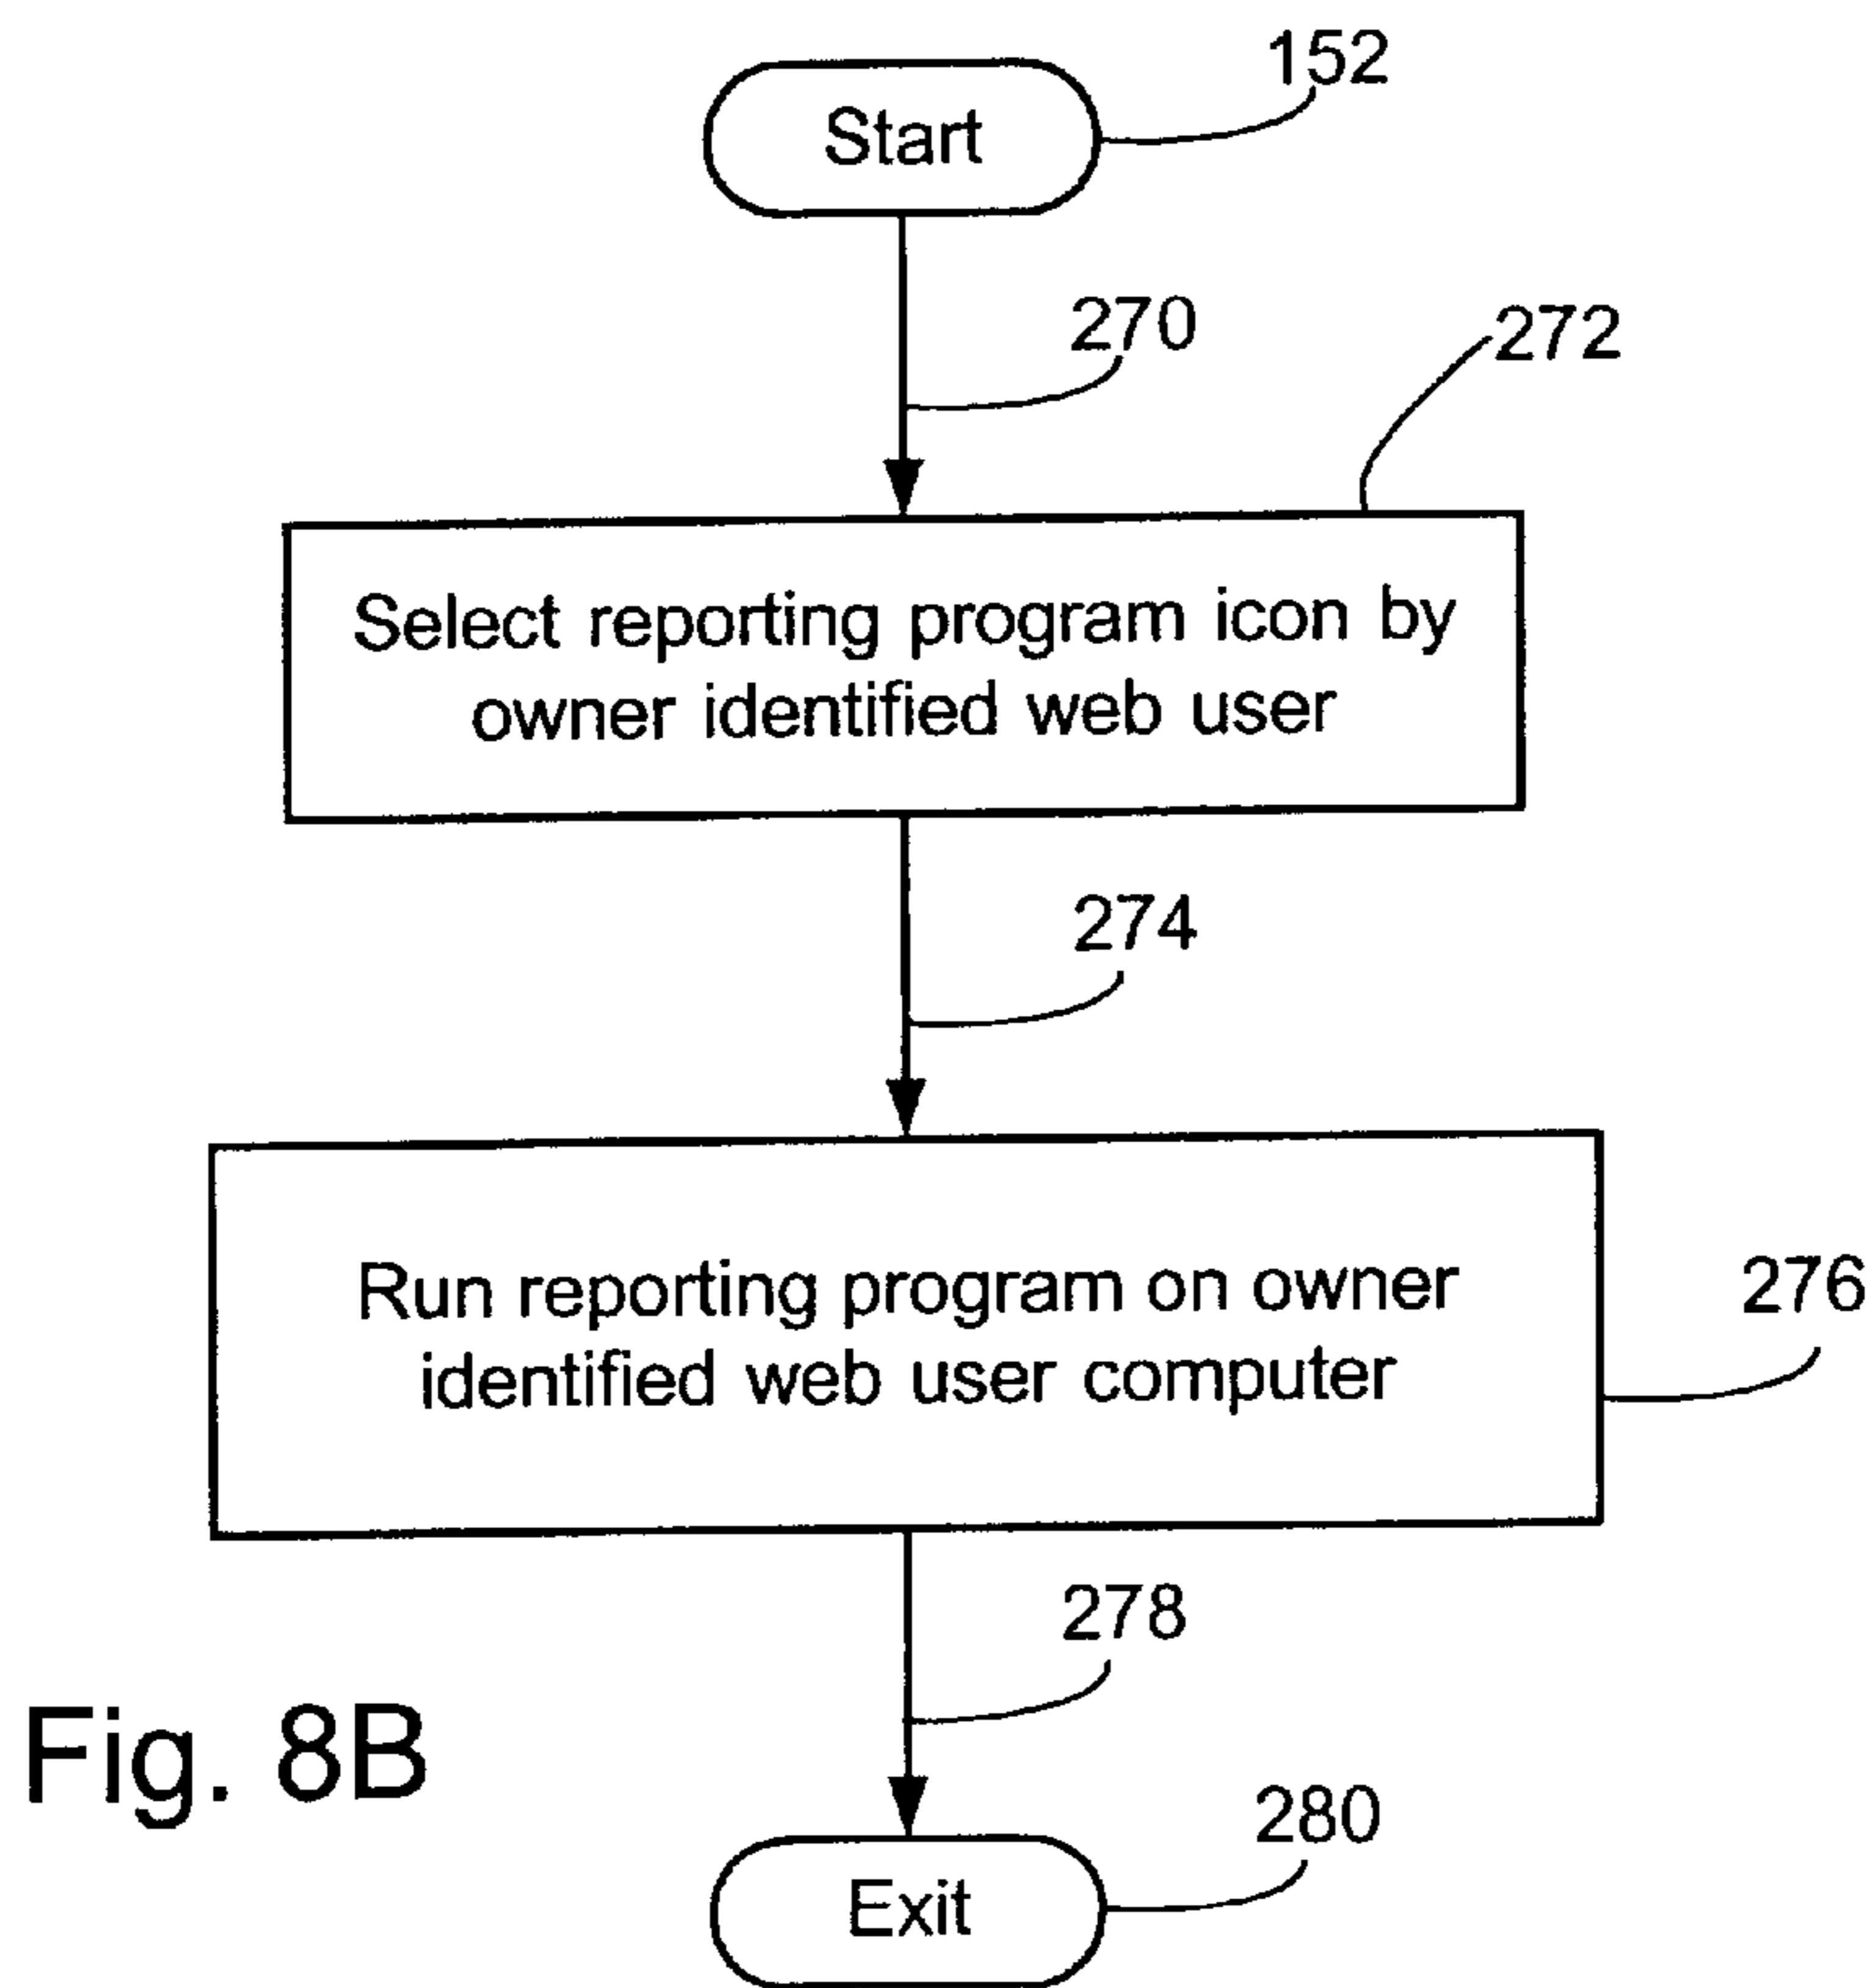 152
Start
270
272
Select reporting program icon by
owner identified web user
274
Run reporting program on owner
identified web user computer
276
278
Fig. 8B
280
Exit